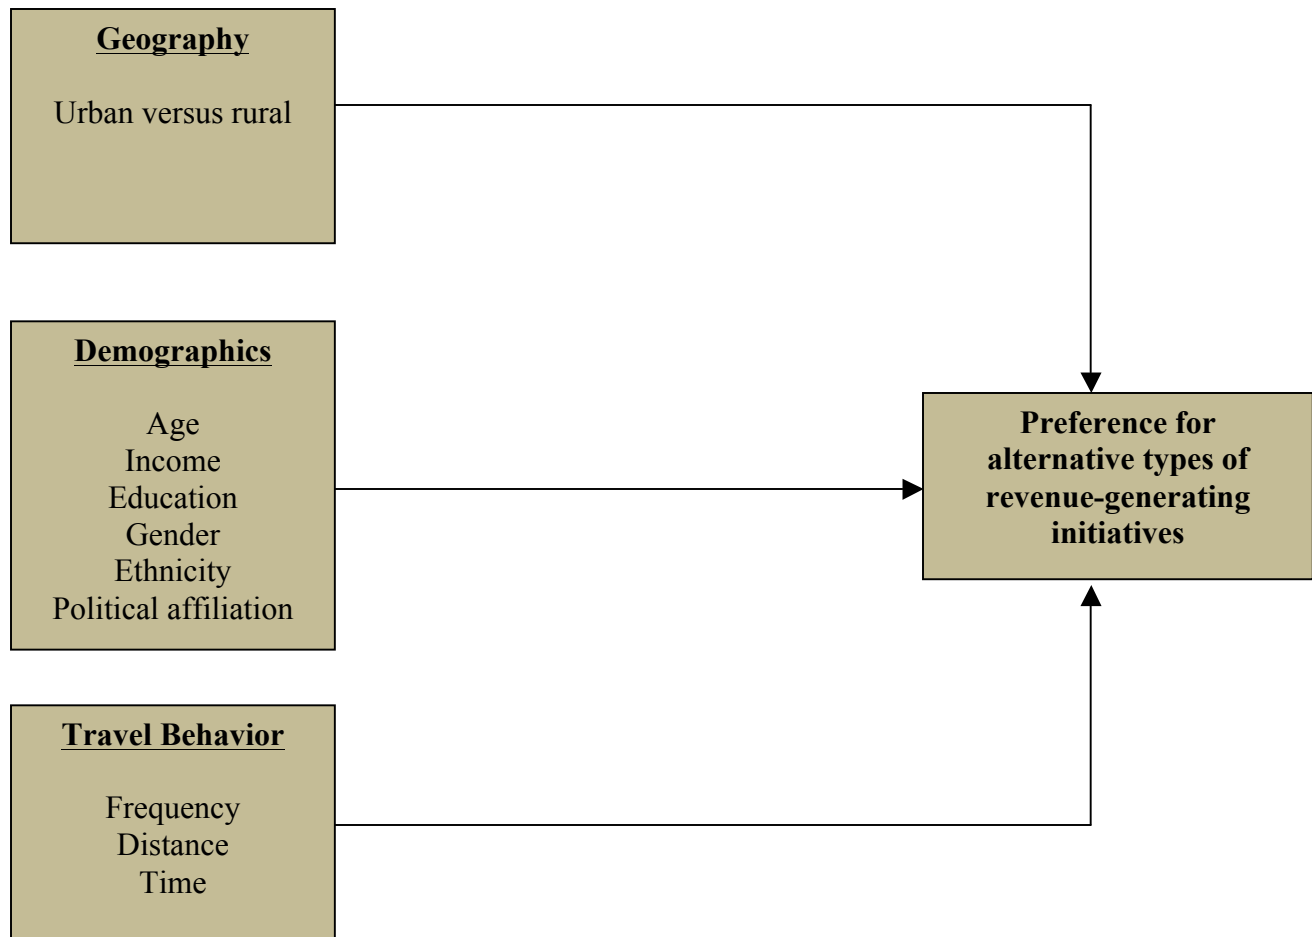 Geography
Urban versus rural
Demographics
Age
Income
Education
Gender
Ethnicity
Political affiliation
Preference for
alternative types of
revenue-generating
initiatives
Travel Behavior
Frequency
Distance
Time